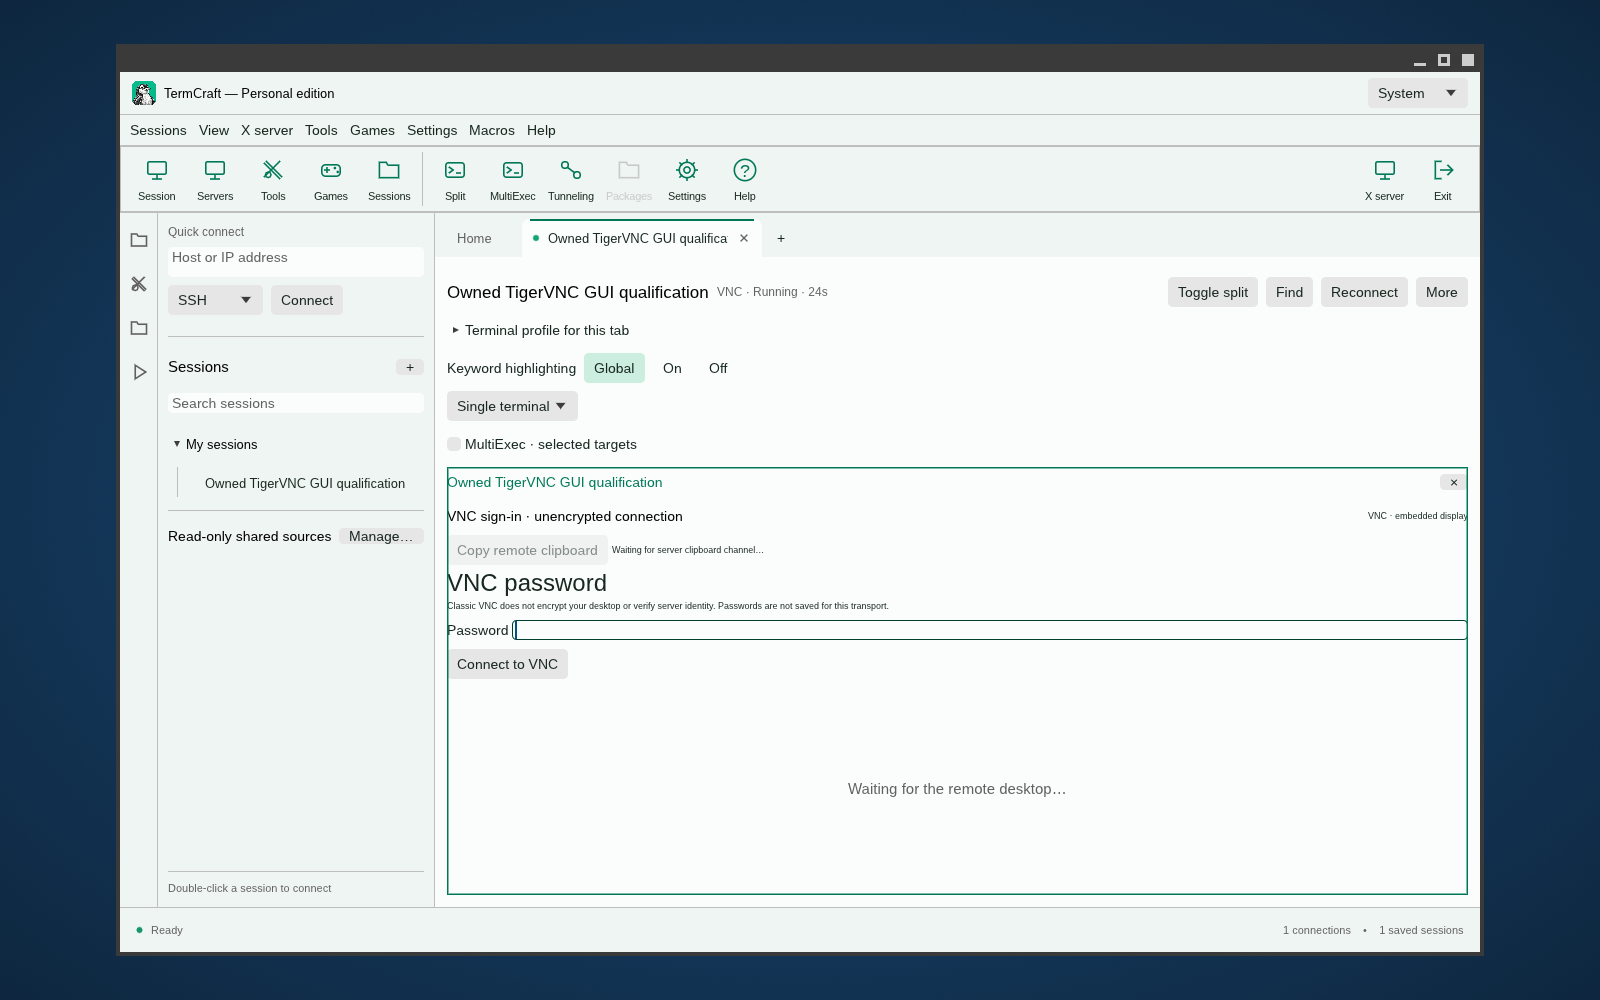 TermCraft — Personal edition
System
Sessions View X server Tools Games Settings Macros Help
Session Servers Tools Games Sessions Split MultiExec Tunneling Packages Settings Help X server Exit
Quick connect
Host or IP address
SSH Connect
Sessions +
Search sessions
My sessions
Owned TigerVNC GUI qualification
Read-only shared sources Manage…
Double-click a session to connect
Home Owned TigerVNC GUI qualifica +
Owned TigerVNC GUI qualification VNC · Running · 24s Toggle split Find Reconnect More
Terminal profile for this tab
Keyword highlighting Global On Off
Single terminal
MultiExec · selected targets
Owned TigerVNC GUI qualification
VNC sign-in · unencrypted connection VNC · embedded display
Copy remote clipboard Waiting for server clipboard channel…
VNC password
Classic VNC does not encrypt your desktop or verify server identity. Passwords are not saved for this transport.
Password
Connect to VNC
Waiting for the remote desktop…
Ready 1 connections • 1 saved sessions